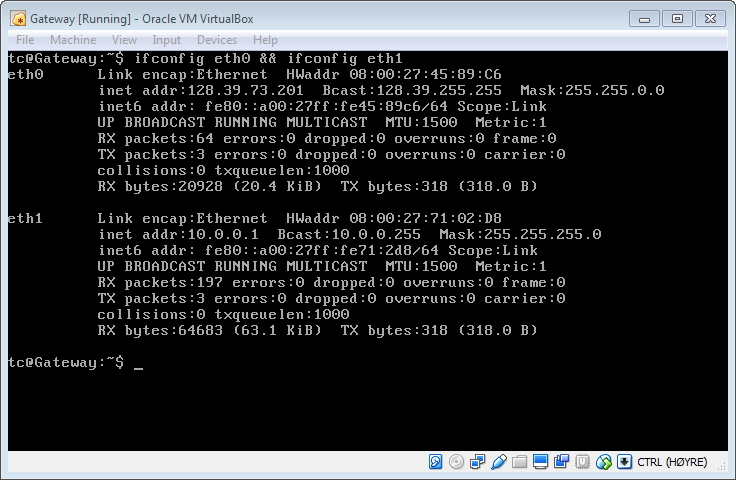 Gateway [Running] - Oracle VM VirtualBox
File Machine View Input Devices Help
tc@Gateway:~$ ifconfig eth0 && ifconfig eth1
eth0      Link encap:Ethernet  HWaddr 08:00:27:45:89:C6
          inet addr:128.39.73.201  Bcast:128.39.255.255  Mask:255.255.0.0
          inet6 addr: fe80::a00:27ff:fe45:89c6/64 Scope:Link
          UP BROADCAST RUNNING MULTICAST  MTU:1500  Metric:1
          RX packets:64 errors:0 dropped:0 overruns:0 frame:0
          TX packets:3 errors:0 dropped:0 overruns:0 carrier:0
          collisions:0 txqueuelen:1000
          RX bytes:20928 (20.4 KiB)  TX bytes:318 (318.0 B)
eth1      Link encap:Ethernet  HWaddr 08:00:27:71:02:D8
          inet addr:10.0.0.1  Bcast:10.0.0.255  Mask:255.255.255.0
          inet6 addr: fe80::a00:27ff:fe71:2d8/64 Scope:Link
          UP BROADCAST RUNNING MULTICAST  MTU:1500  Metric:1
          RX packets:197 errors:0 dropped:0 overruns:0 frame:0
          TX packets:3 errors:0 dropped:0 overruns:0 carrier:0
          collisions:0 txqueuelen:1000
          RX bytes:64683 (63.1 KiB)  TX bytes:318 (318.0 B)
tc@Gateway:~$ _
CTRL (HØYRE)